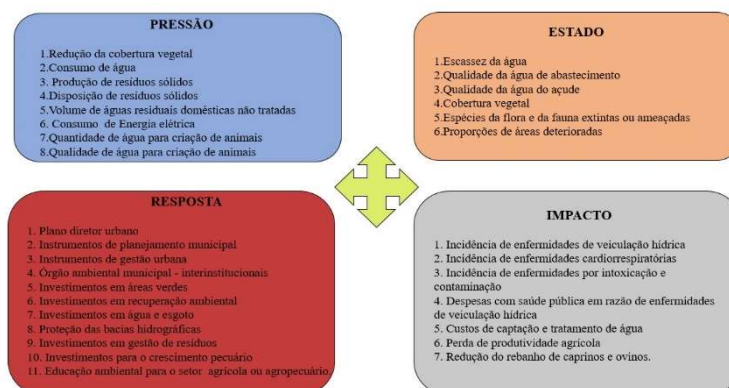 PRESSÃO
1.Redução da cobertura vegetal
2.Consumo de água
3. Produção de resíduos sólidos
4.Disposição de resíduos sólidos
5.Volume de águas residuais domésticas não tratadas
6. Consumo de Energia elétrica
7.Quantidade de água para criação de animais
8.Qualidade de água para criação de animais
ESTADO
1.Escassez da água
2.Qualidade da água de abastecimento
3.Qualidade da água do açude
4.Cobertura vegetal
5.Espécies da flora e da fauna extintas ou ameaçadas
6.Proporções de áreas deterioradas
RESPOSTA
1. Plano diretor urbano
2. Instrumentos de planejamento municipal
3. Instrumentos de gestão urbana
4. Órgão ambiental municipal - interinstitucionais
5. Investimentos em áreas verdes
6. Investimentos em recuperação ambiental
7. Investimentos em água e esgoto
8. Proteção das bacias hidrográficas
9. Investimentos em gestão de resíduos
10. Investimentos para o crescimento pecuário
11. Educação ambiental para o setor agrícola ou agropecuário.
IMPACTO
1. Incidência de enfermidades de veiculação hídrica
2. Incidência de enfermidades cardiorrespiratórias
3. Incidência de enfermidades por intoxicação e
contaminação
4. Despesas com saúde pública em razão de enfermidades
de veiculação hídrica
5. Custos de captação e tratamento de água
6. Perda de produtividade agrícola
7. Redução do rebanho de caprinos e ovinos.